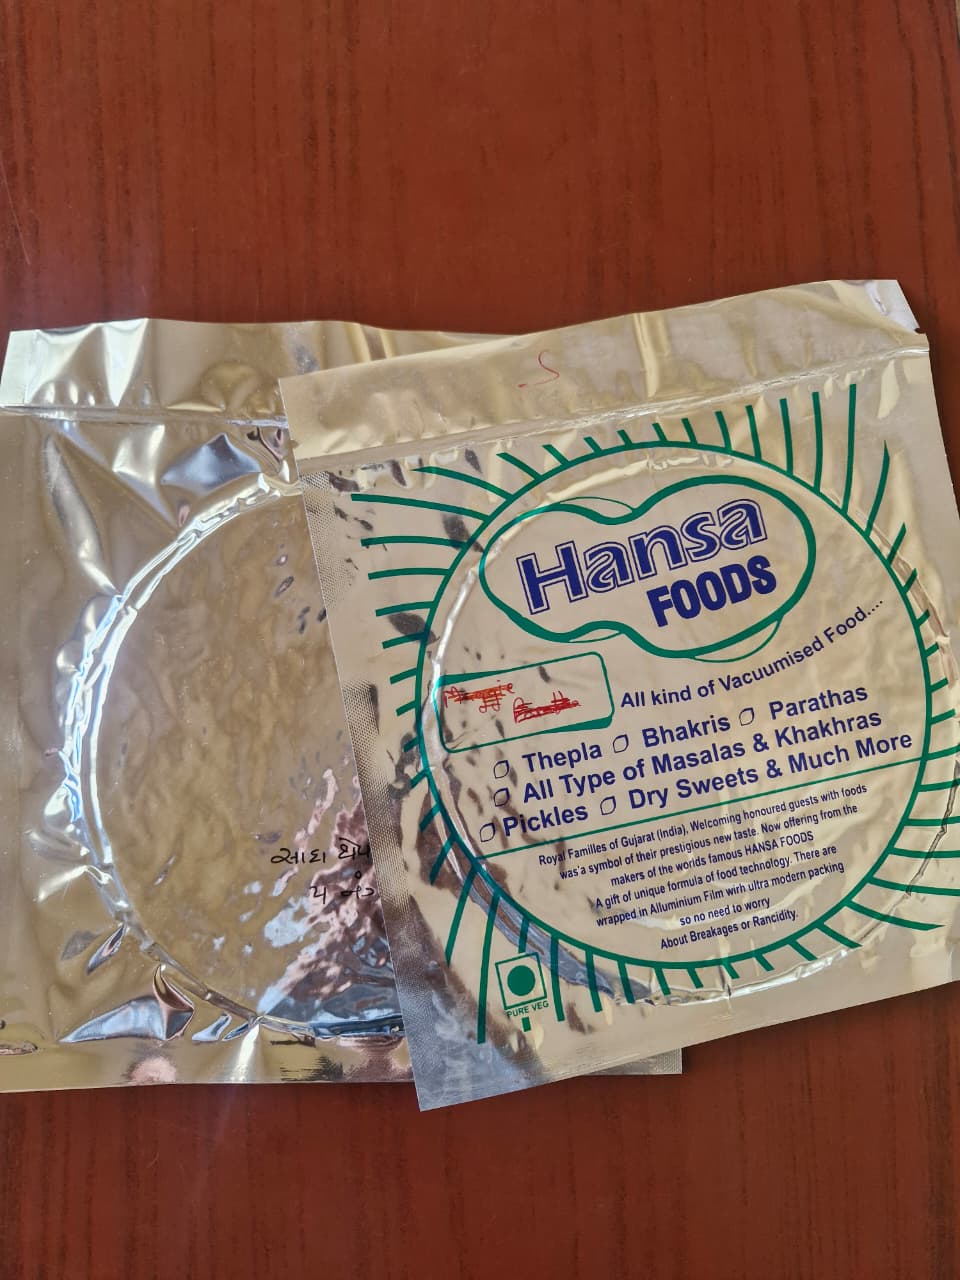 S
Hansa
FOODS
All kind of Vacuumised Food....
Thepla Bhakris Parathas
All Type of Masalas & Khakhras
Pickles Dry Sweets & Much More
Royal Familles of Gujarat (India), Welcoming honoured guests with foods
was a symbol of their prestigious new taste. Now offering from the
makers of the worlds famous HANSA FOODS
A gift of unique formula of food technology. There are
wrapped in Alluminium Film wirh ultra modern packing
so no need to worry
About Breakages or Rancidity.
PURE VEG
સાદા
૫ નંગ